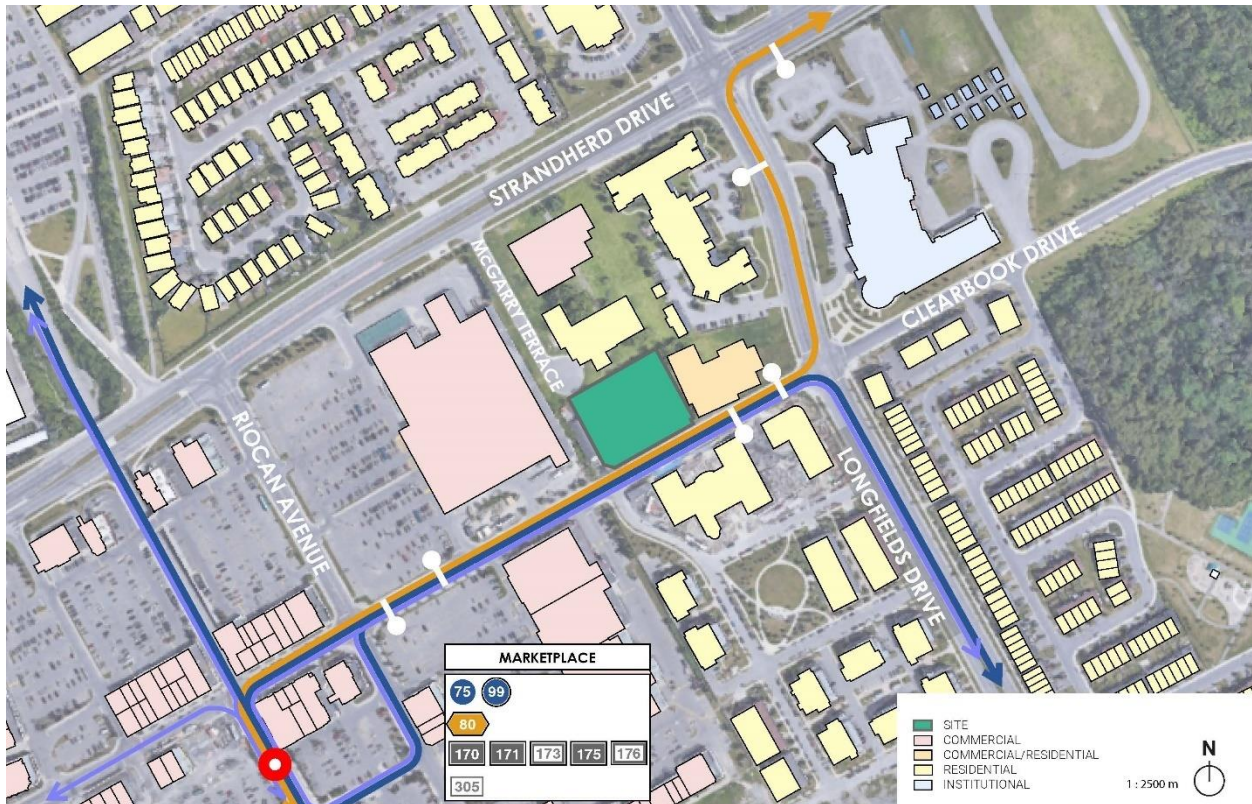 STRANDHERD DRIVE
McGARRY TERRACE
CLEARBOOK DRIVE
RIOCAN AVENUE
LONGFIELDS DRIVE
MARKETPLACE
75 99
80
170 171 173 175 176
305
SITE
COMMERCIAL
COMMERCIAL/RESIDENTIAL
RESIDENTIAL
INSTITUTIONAL
1 : 2500 m
N